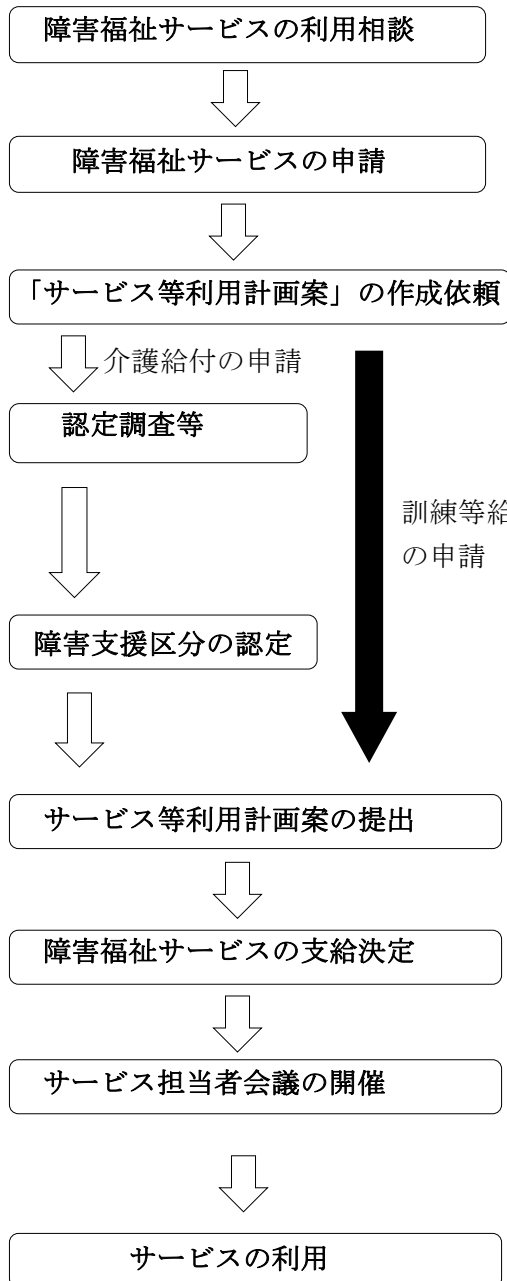 障害福祉サービスの利用相談
障害福祉サービスの申請
「サービス等利用計画案」の作成依頼
介護給付の申請
認定調査等
訓練等給
の申請
障害支援区分の認定
サービス等利用計画案の提出
障害福祉サービスの支給決定
サービス担当者会議の開催
サービスの利用